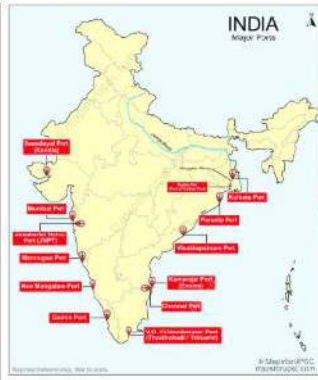 INDIA
Major Ports
Deendayal Port
(Kandla)
Kolkata Port
Mumbai Port
Paradip Port
Jawaharlal Nehru
Port (JNPT)
Visakhapatnam Port
Mormugao Port
Kamarajar Port
(Ennore)
New Mangalore Port
Chennai Port
Cochin Port
V.O. Chidambaranar Port
(Thoothukudi / Tuticorin)